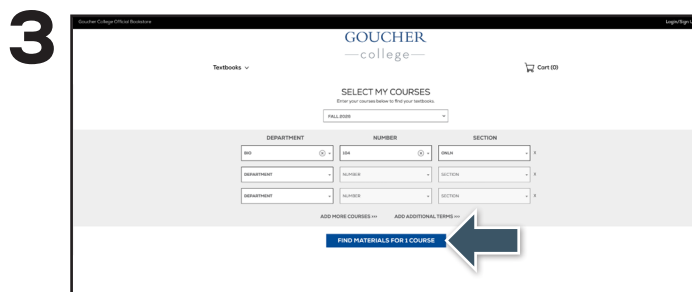 3
Goucher College Official Bookstore
Login/Sign U
GOUCHER
college
Textbooks
Cart (0)
SELECT MY COURSES
Enter your courses below to find your textbooks.
DEPARTMENT NUMBER SECTION
BIO 104 ONLN X
DEPARTMENT NUMBER SECTION X
DEPARTMENT NUMBER SECTION X
ADD MORE COURSES >>> ADD ADDITIONAL TERMS >>>
FIND MATERIALS FOR 1 COURSE